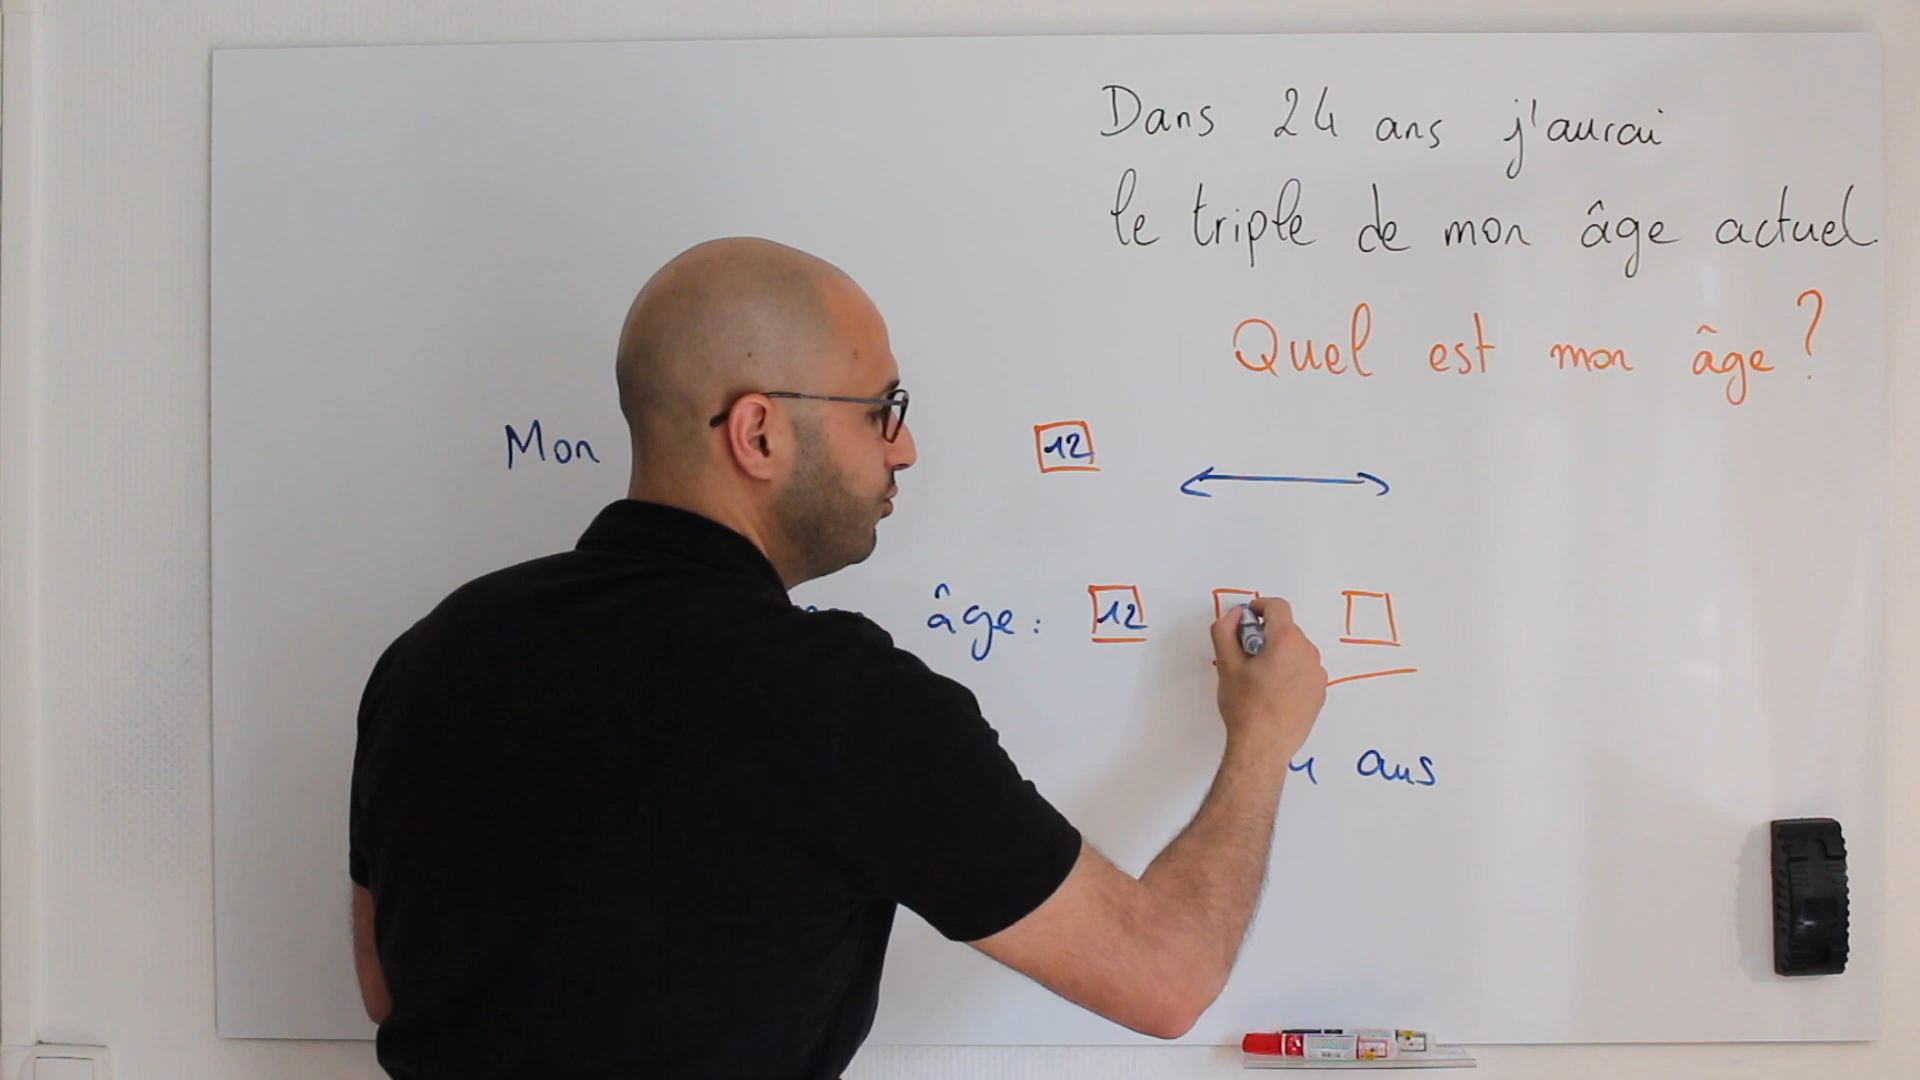 Dans 24 ans j'aurai
le triple de mon âge actuel.
Quel est mon âge ?
Mon 12
âge : 12
ans